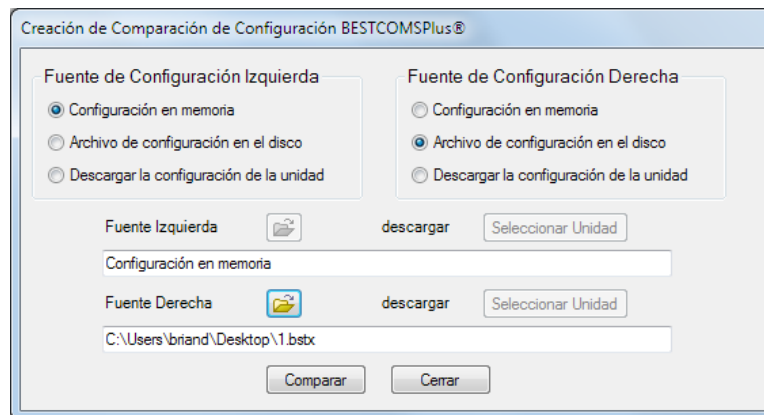 Creación de Comparación de Configuración BESTCOMSPlus®
Fuente de Configuración Izquierda
Configuración en memoria
Archivo de configuración en el disco
Descargar la configuración de la unidad
Fuente de Configuración Derecha
Configuración en memoria
Archivo de configuración en el disco
Descargar la configuración de la unidad
Fuente Izquierda descargar Seleccionar Unidad
Configuración en memoria
Fuente Derecha descargar Seleccionar Unidad
C:\Users\briand\Desktop\1.bstx
Comparar Cerrar